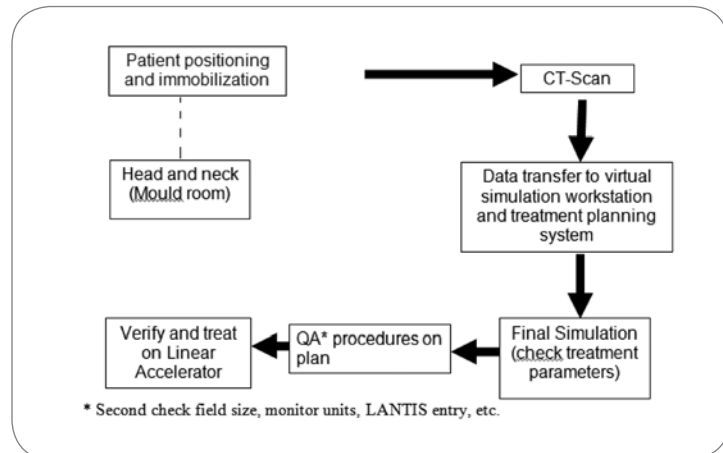 Patient positioning
and immobilization
CT-Scan
Head and neck
(Mould room)
Data transfer to virtual
simulation workstation
and treatment planning
system
Verify and treat
on Linear
Accelerator
QA* procedures on
plan
Final Simulation
(check treatment
parameters)
* Second check field size, monitor units, LANTIS entry, etc.